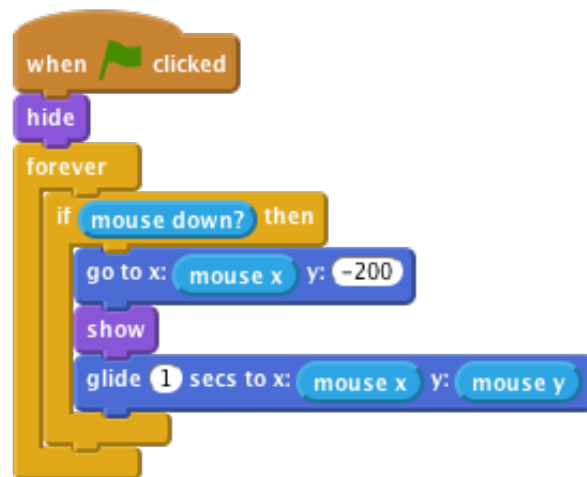 when clicked
hide
forever
if mouse down? then
go to x: mouse x y: -200
show
glide 1 secs to x: mouse x y: mouse y